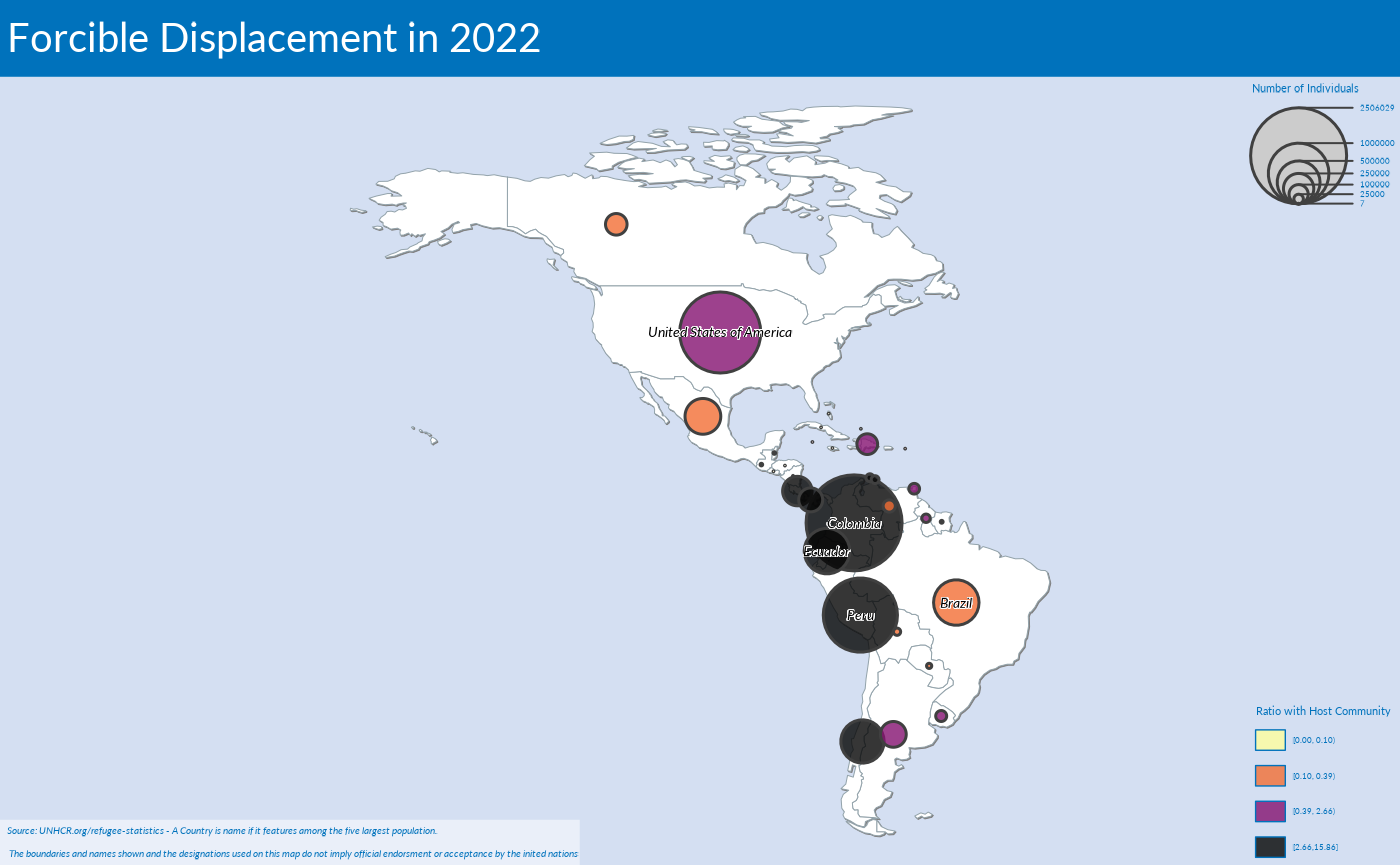 Forcible Displacement in 2022
Number of Individuals
2506029
1000000
500000
250000
100000
25000
7
United States of America
Colombia
Ecuador
Peru
Brazil
Ratio with Host Community
[0.00, 0.10)
[0.10, 0.39)
[0.39, 2.66)
[2.66,15.86]
Source: UNHCR.org/refugee-statistics - A Country is name if it features among the five largest population.
The boundaries and names shown and the designations used on this map do not imply official endorsment or acceptance by the inited nations